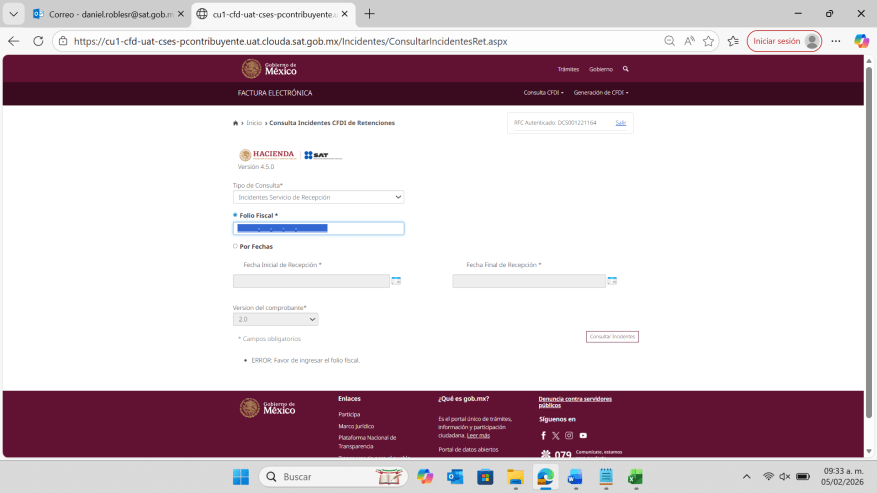 Correo - daniel.roblesr@sat.gob.m
cu1-cfd-uat-cses-pcontribuyente.u
https://cu1-cfd-uat-cses-pcontribuyente.uat.clouda.sat.gob.mx/Incidentes/ConsultarIncidentesRet.aspx
Iniciar sesión
Gobierno de
México
Trámites Gobierno
FACTURA ELECTRÓNICA
Consulta CFDI
Generación de CFDI
Inicio
Consulta Incidentes CFDI de Retenciones
RFC Autenticado: DCS001221164
Salir
HACIENDA
SAT
Versión 4.5.0
Tipo de Consulta*
Incidentes Servicio de Recepción
Folio Fiscal *
Por Fechas
Fecha Inicial de Recepción *
Fecha Final de Recepción *
Version del comprobante*
2.0
* Campos obligatorios
Consultar Incidentes
• ERROR: Favor de ingresar el folio fiscal.
Gobierno de
México
Enlaces
Participa
Marco Jurídico
Plataforma Nacional de
Transparencia
¿Qué es gob.mx?
Es el portal único de trámites,
información y participación
ciudadana. Leer más
Portal de datos abiertos
Denuncia contra servidores
públicos
Síguenos en
079
Comunícate, estamos
Buscar
09:33 a. m.
05/02/2026